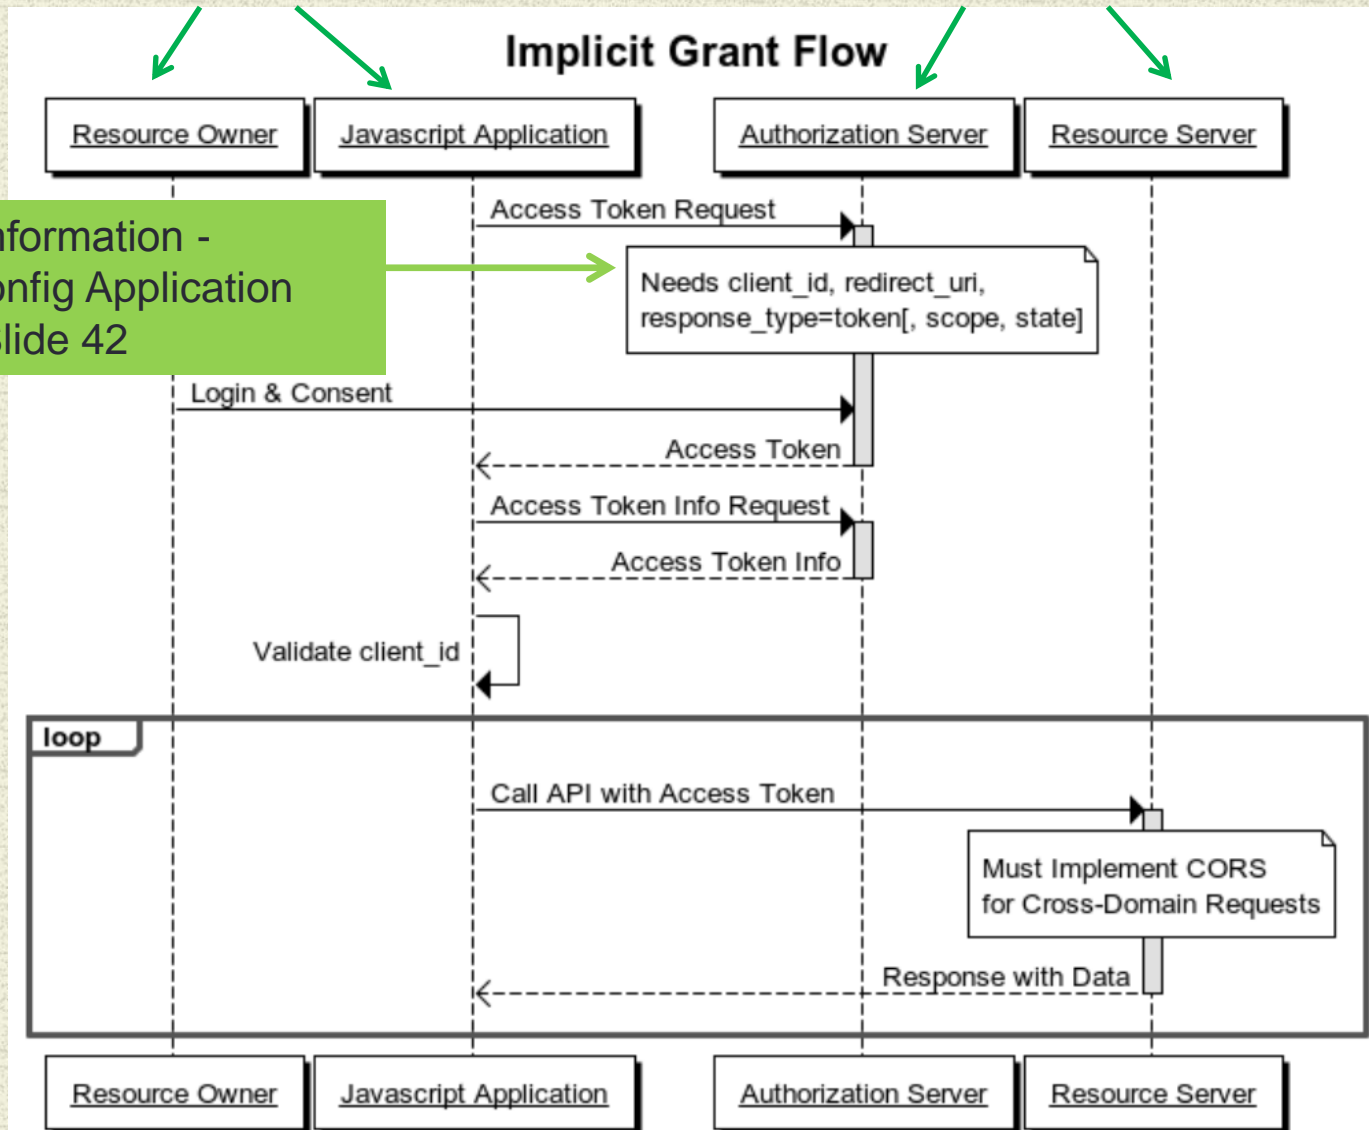 Implicit Grant Flow
Resource Owner
Javascript Application
Authorization Server
Resource Server
Access Token Request
nformation -
onfig Application
Slide 42
Needs client_id, redirect_uri,
response_type=token[, scope, state]
Login & Consent
Access Token
Access Token Info Request
Access Token Info
Validate client_id
loop
Call API with Access Token
Must Implement CORS
for Cross-Domain Requests
Response with Data
Resource Owner
Javascript Application
Authorization Server
Resource Server